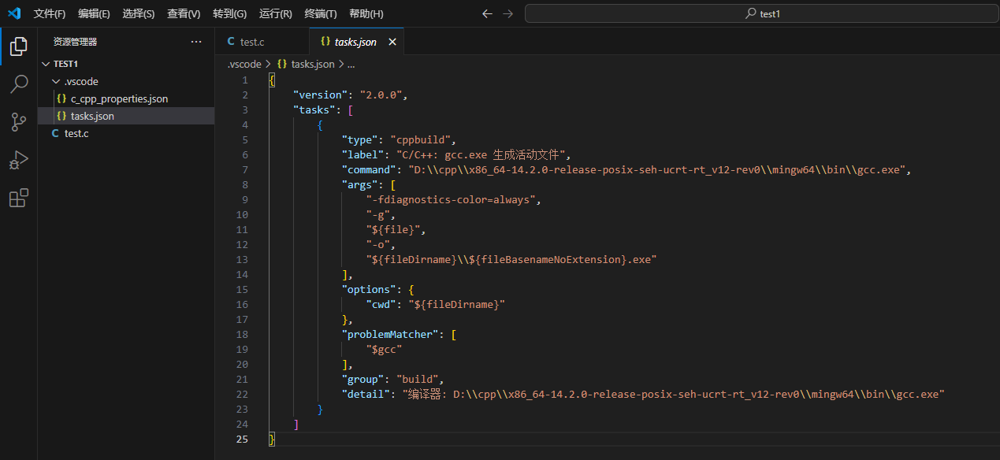 文件(F) 编辑(E) 选择(S) 查看(V) 转到(G) 运行(R) 终端(T) 帮助(H) test1
资源管理器 ...
TEST1
.vscode
{} c_cpp_properties.json
{} tasks.json
C test.c
C test.c {} tasks.json ×
.vscode > {} tasks.json > ...
1 {
2 "version": "2.0.0",
3 "tasks": [
4 {
5 "type": "cppbuild",
6 "label": "C/C++: gcc.exe 生成活动文件",
7 "command": "D:\\cpp\\x86_64-14.2.0-release-posix-seh-ucrt-rt_v12-rev0\\mingw64\\bin\\gcc.exe",
8 "args": [
9 "-fdiagnostics-color=always",
10 "-g",
11 "${file}",
12 "-o",
13 "${fileDirname}\\${fileBasenameNoExtension}.exe"
14 ],
15 "options": {
16 "cwd": "${fileDirname}"
17 },
18 "problemMatcher": [
19 "$gcc"
20 ],
21 "group": "build",
22 "detail": "编译器: D:\\cpp\\x86_64-14.2.0-release-posix-seh-ucrt-rt_v12-rev0\\mingw64\\bin\\gcc.exe"
23 }
24 ]
25 }